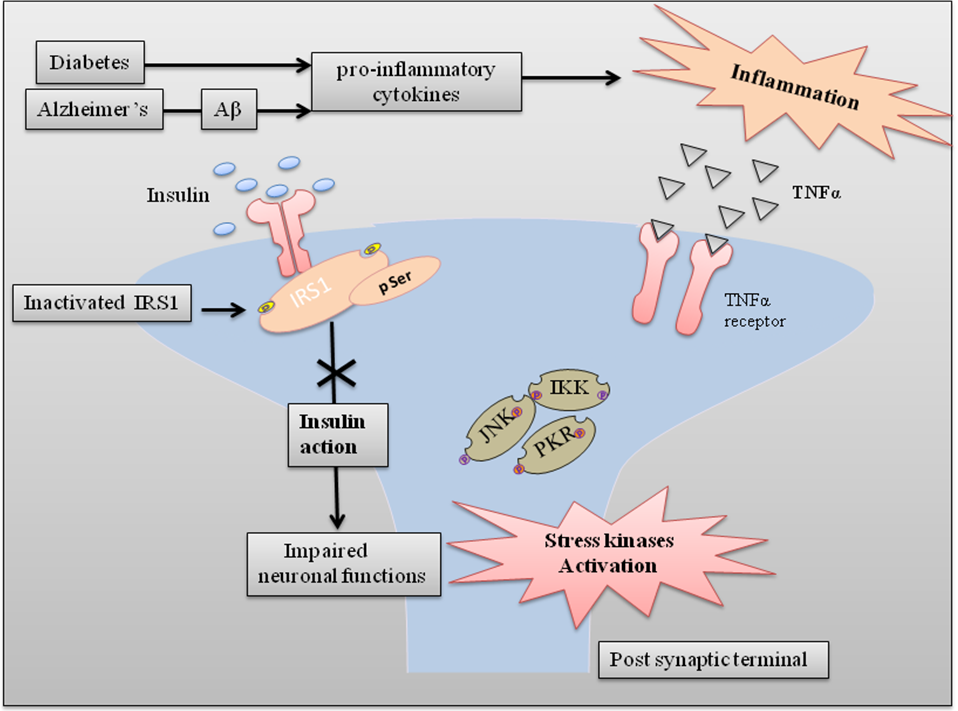 Diabetes
Alzheimer's
Aβ
pro-inflammatory
cytokines
Inflammation
Insulin
TNFα
IRS1
pSer
P
P
Inactivated IRS1
TNFα
receptor
Insulin
action
IKK
P
P
JNK
P
P
PKR
P
P
Impaired
neuronal functions
Stress kinases
Activation
Post synaptic terminal